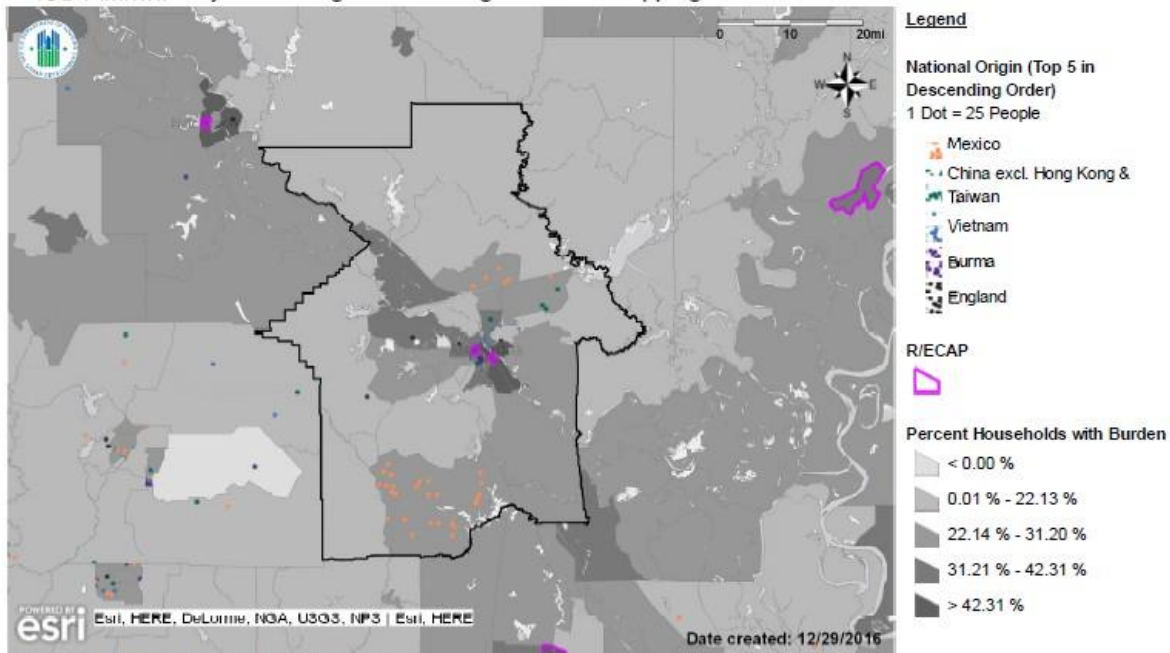 Legend
National Origin (Top 5 in
Descending Order)
1 Dot = 25 People
Mexico
China excl. Hong Kong &
Taiwan
Vietnam
Burma
England
R/ECAP
Percent Households with Burden
< 0.00 %
0.01 % - 22.13 %
22.14 % - 31.20 %
31.21 % - 42.31 %
> 42.31 %
0 10 20mi
N
W E
S
POWERED BY
esri
Esri, HERE, DeLorme, NGA, USGS, NPS | Esri, HERE
Date created: 12/29/2016